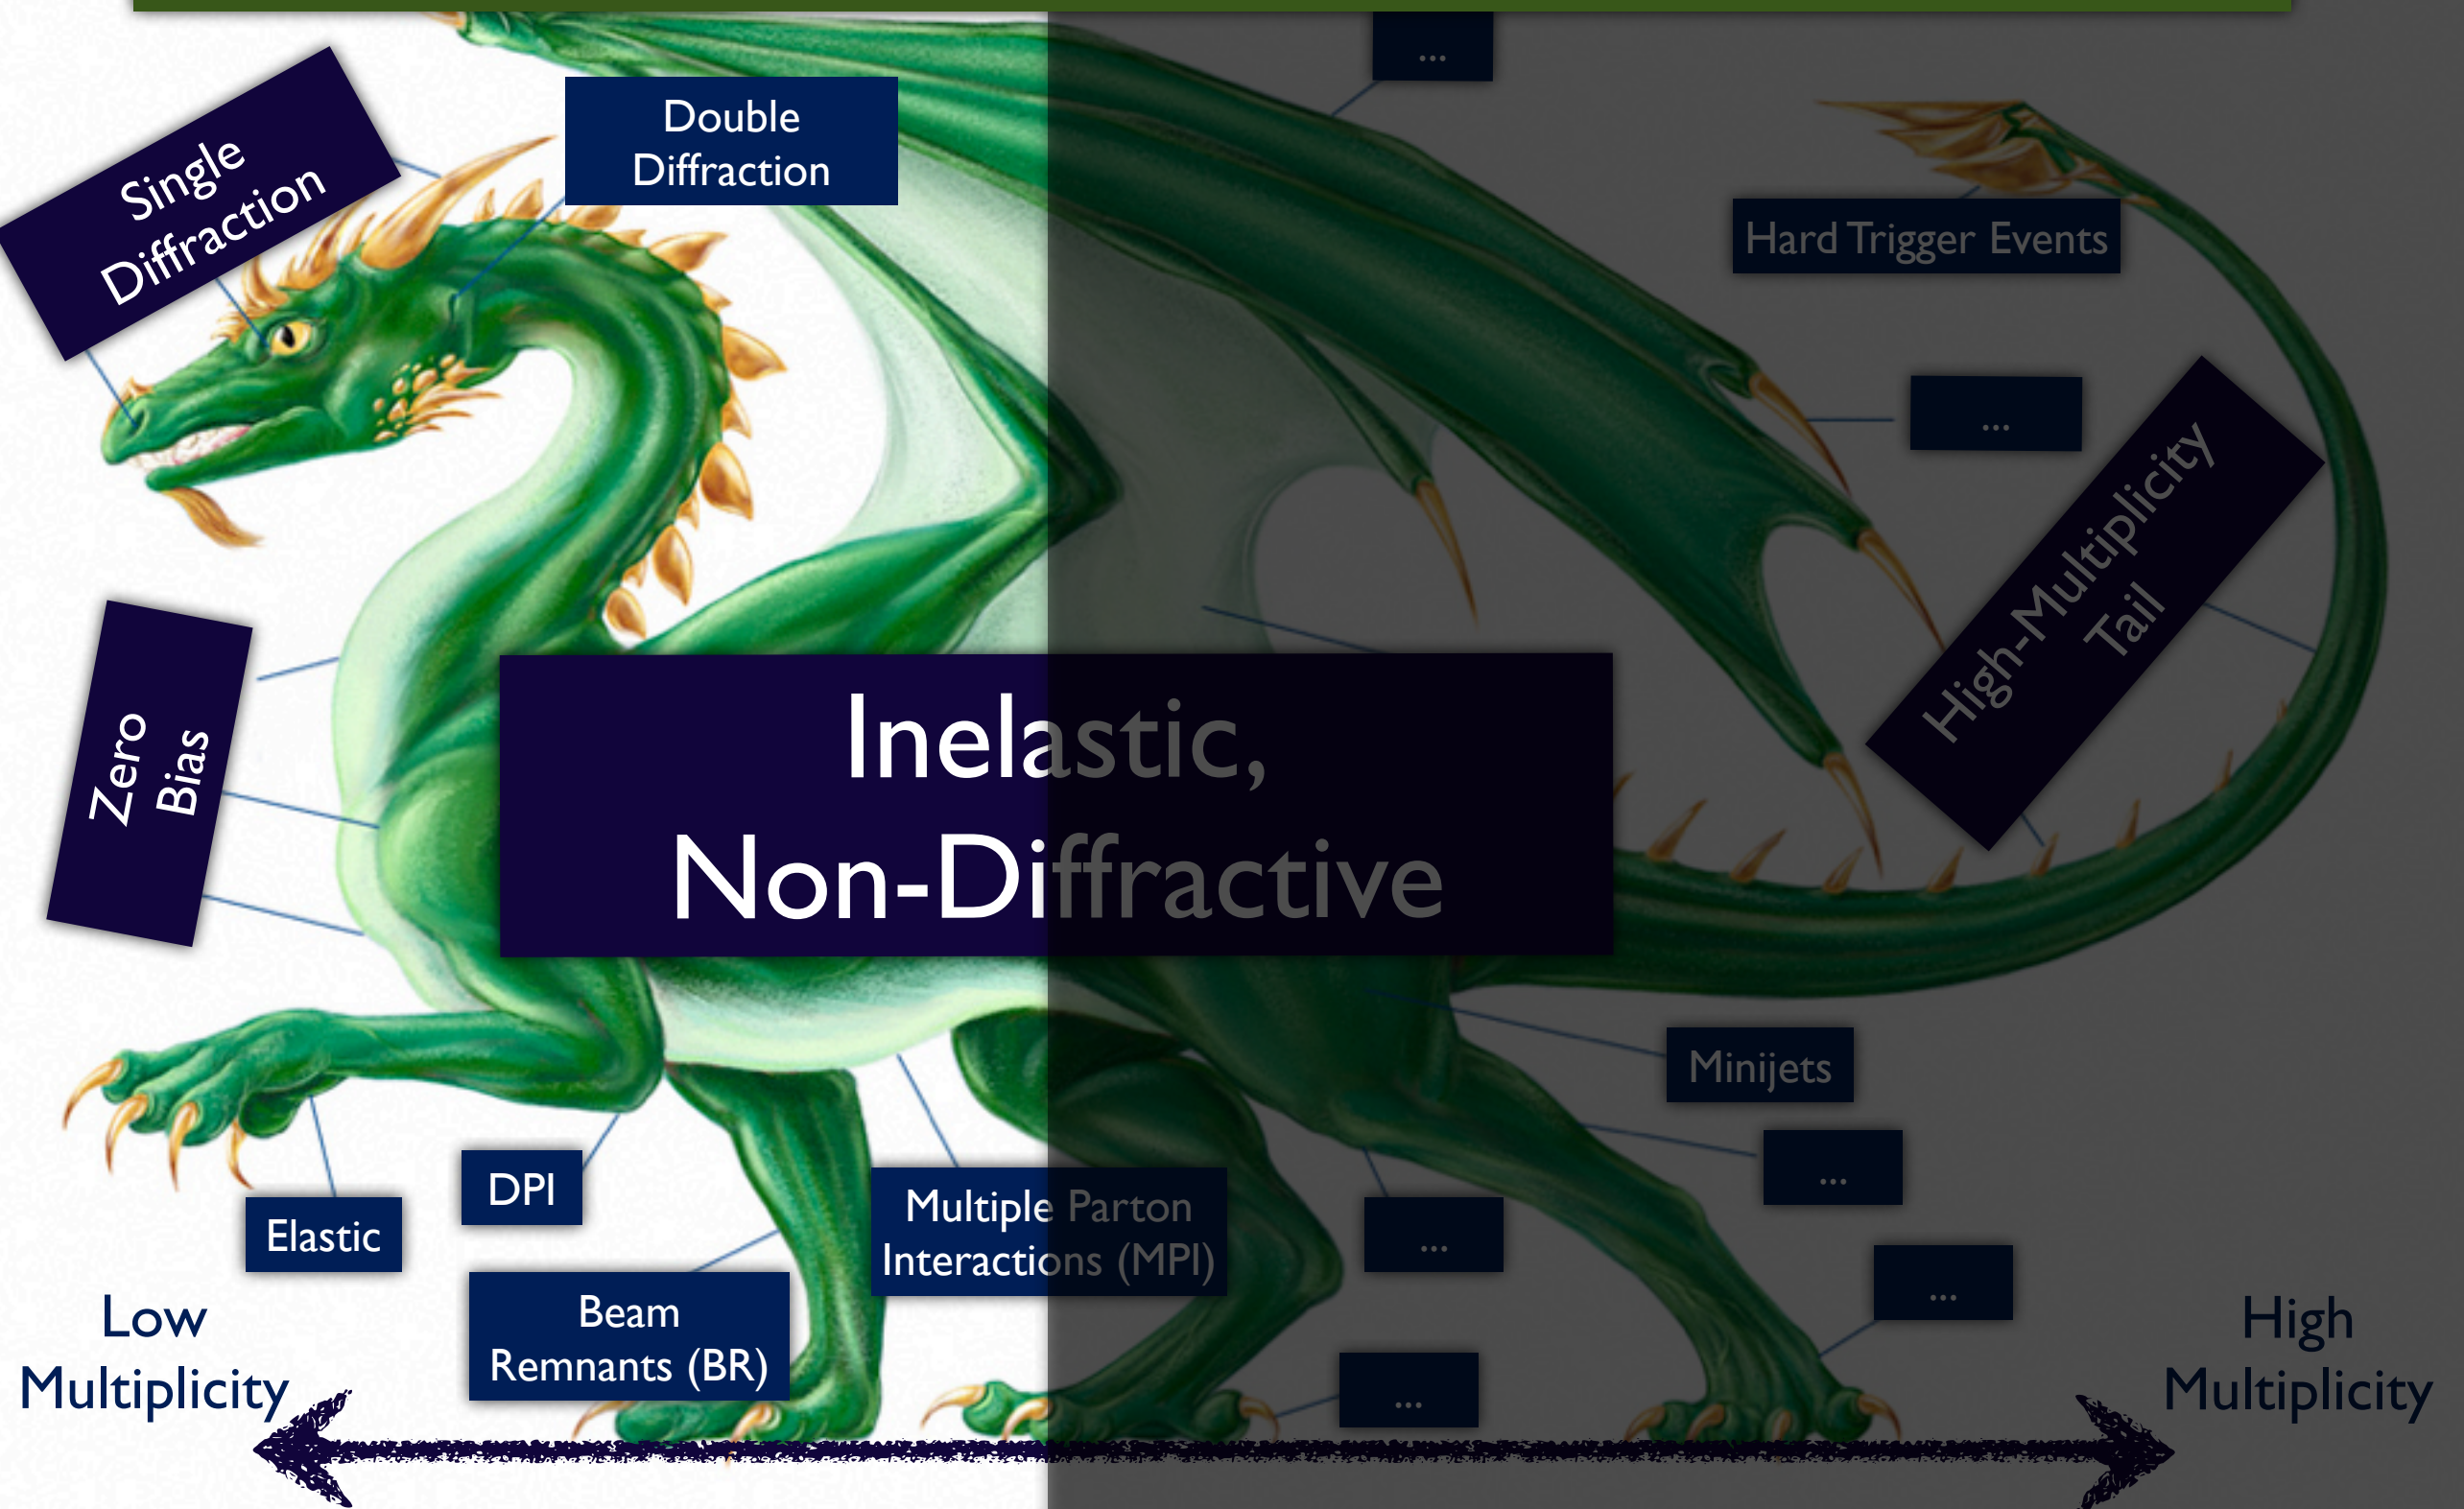 ...
Double
Diffraction
Single
Diffraction
Hard Trigger Events
...
High-Multiplicity
Tail
Zero
Bias
Inelastic,
Non-Diffractive
Minijets
...
DPI
Elastic
Multiple Parton
Interactions (MPI)
...
...
Beam
Remnants (BR)
...
Low
Multiplicity
High
Multiplicity